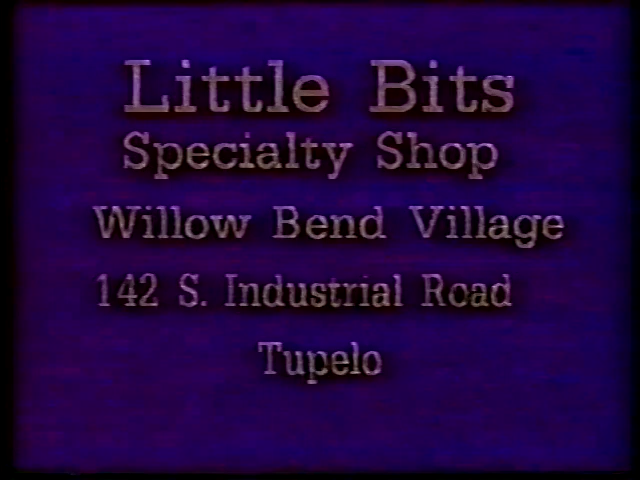 Little Bits
Specialty Shop
Willow Bend Village
142 S. Industrial Road
Tupelo